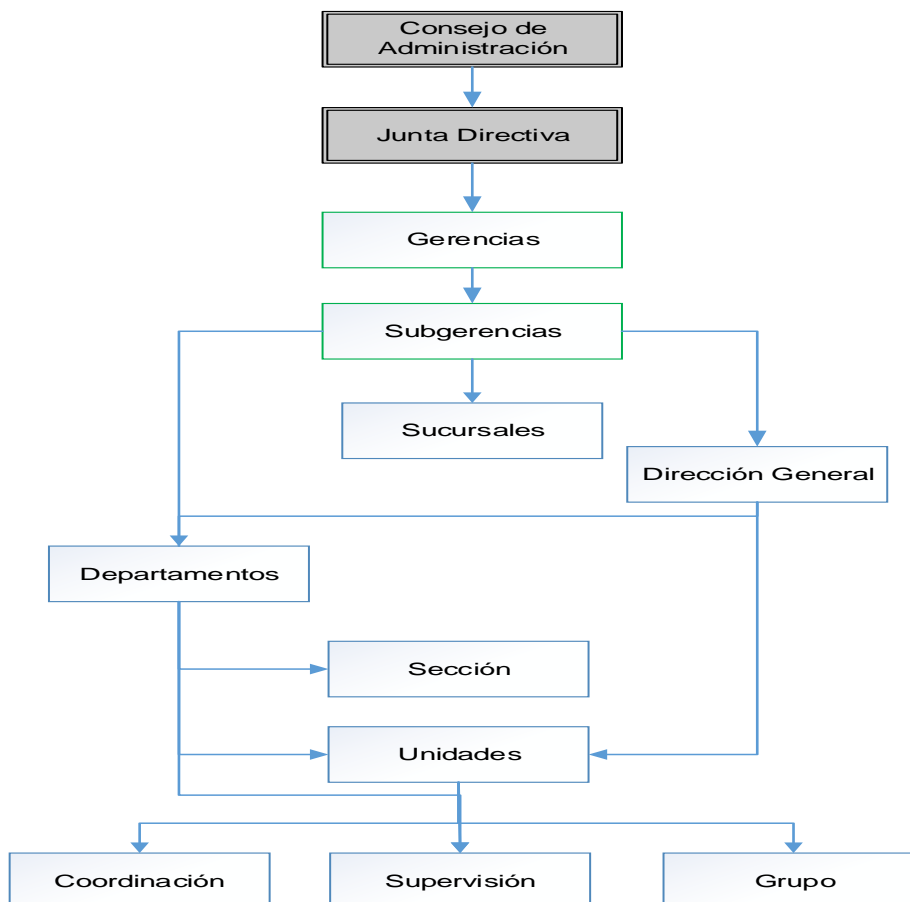 Consejo de
Administración
Junta Directiva
Gerencias
Subgerencias
Sucursales
Dirección General
Departamentos
Sección
Unidades
Coordinación
Supervisión
Grupo